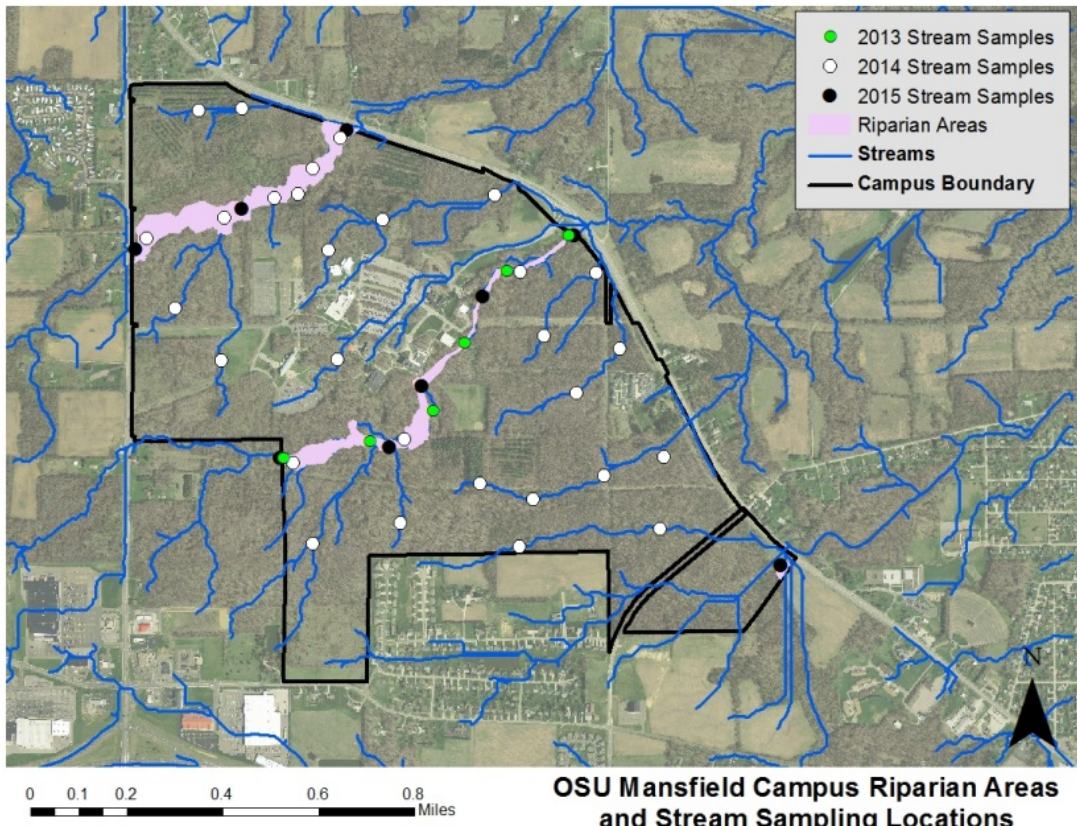 2013 Stream Samples
2014 Stream Samples
2015 Stream Samples
Riparian Areas
Streams
Campus Boundary
N
0 0.1 0.2 0.4 0.6 0.8
Miles
OSU Mansfield Campus Riparian Areas
and Stream Sampling Locations